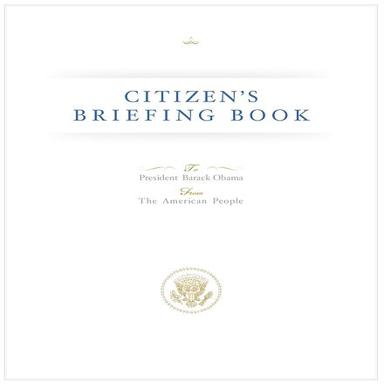 CITIZEN'S
BRIEFING BOOK
To
President Barack Obama
From
The American People